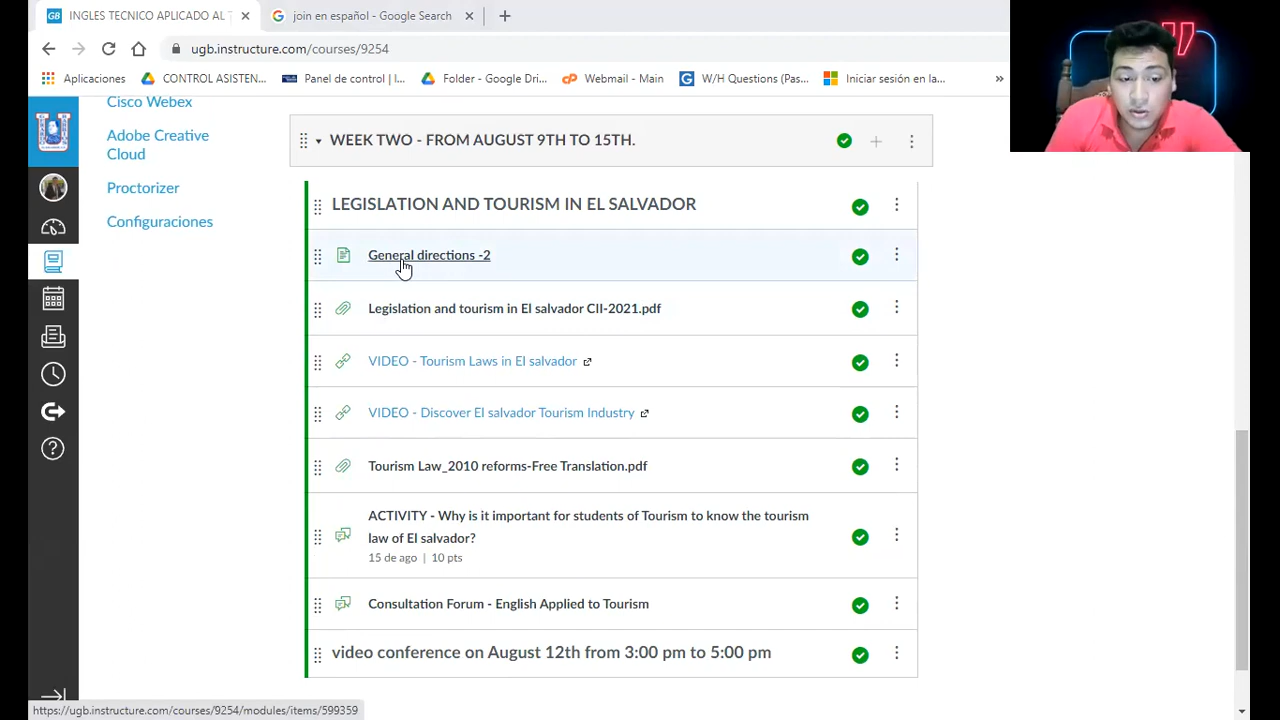 INGLES TECNICO APLICADO AL T
join en español - Google Search
ugb.instructure.com/courses/9254
Aplicaciones
CONTROL ASISTEN...
Panel de control | I...
Folder - Google Dri...
Webmail - Main
W/H Questions (Pas...
Iniciar sesión en la...
Cisco Webex
Adobe Creative
Cloud
Proctorizer
Configuraciones
WEEK TWO - FROM AUGUST 9TH TO 15TH.
LEGISLATION AND TOURISM IN EL SALVADOR
General directions -2
Legislation and tourism in El salvador CII-2021.pdf
VIDEO - Tourism Laws in El salvador
VIDEO - Discover El salvador Tourism Industry
Tourism Law_2010 reforms-Free Translation.pdf
ACTIVITY - Why is it important for students of Tourism to know the tourism
law of El salvador?
15 de ago | 10 pts
Consultation Forum - English Applied to Tourism
video conference on August 12th from 3:00 pm to 5:00 pm
https://ugb.instructure.com/courses/9254/modules/items/599359